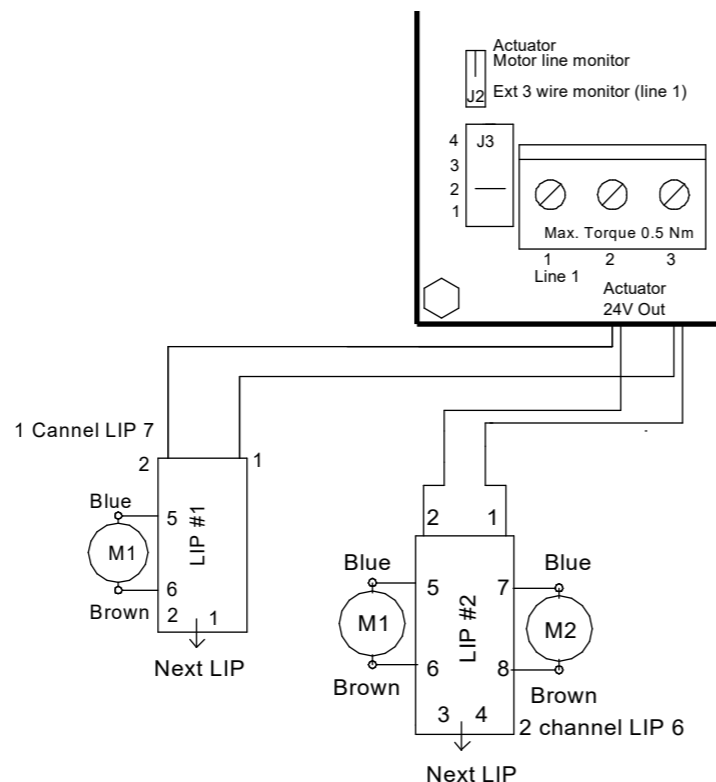 Actuator
Motor line monitor
J2 Ext 3 wire monitor (line 1)
4 J3
3
2
1
Max. Torque 0.5 Nm
1 2 3
Line 1
Actuator
24V Out
1 Cannel LIP 7
2 1
Blue
5
M1
LIP #1
6
Brown
2 1
Next LIP
2 1
Blue
5
M1
6
Brown
LIP #2
7
Blue
M2
8
Brown
3 4
2 channel LIP 6
Next LIP